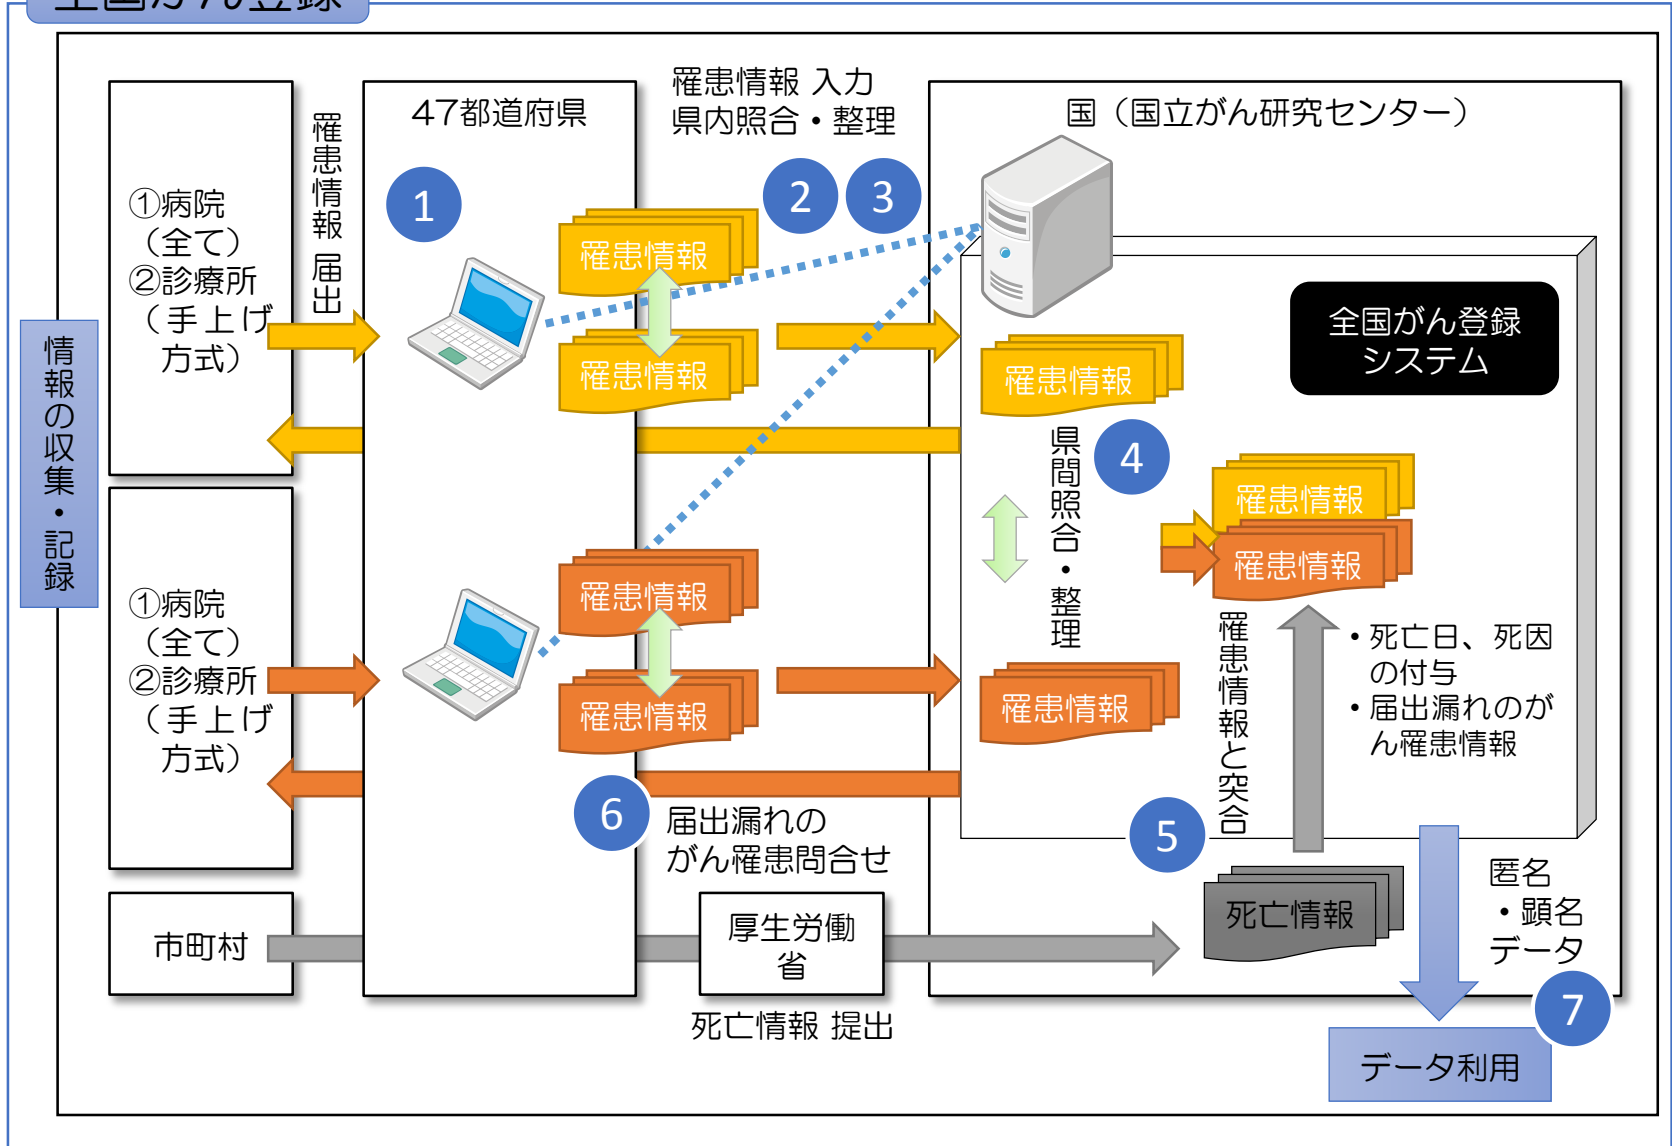 全国がん登録
情報の収集・記録
①病院
（全て）
②診療所
（手上げ
方式）
罹患情報 届出
47都道府県
1
罹患情報 入力
県内照合・整理
2
3
罹患情報
罹患情報
国（国立がん研究センター）
全国がん登録
システム
罹患情報
県間照合・整理
4
罹患情報
罹患情報
①病院
（全て）
②診療所
（手上げ
方式）
罹患情報
罹患情報
罹患情報
罹患情報と突合
・死亡日、死因
の付与
・届出漏れのが
ん罹患情報
6
届出漏れの
がん罹患問合せ
5
市町村
厚生労働
省
死亡情報 提出
死亡情報
匿名
・顕名
データ
7
データ利用